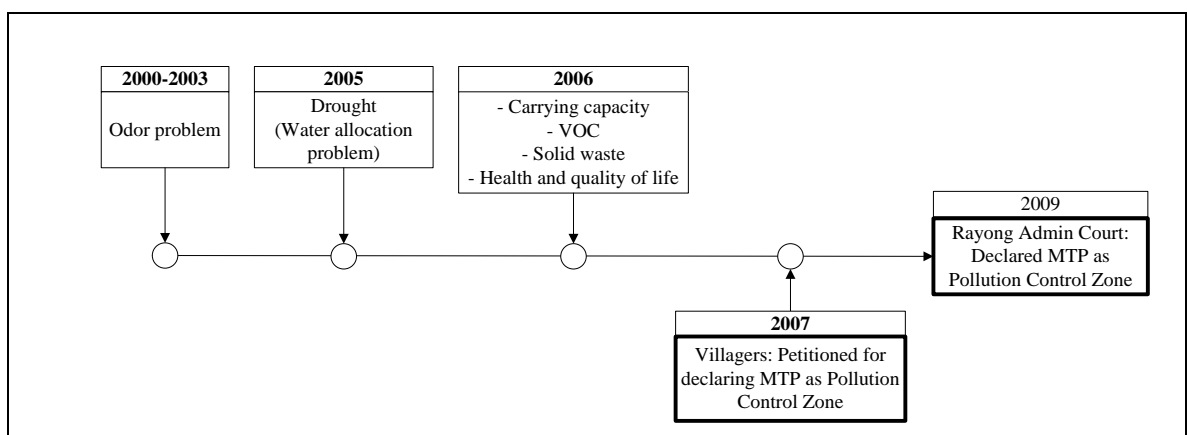 2000-2003
Odor problem
2005
Drought
(Water allocation
problem)
2006
- Carrying capacity
- VOC
- Solid waste
- Health and quality of life
2009
Rayong Admin Court:
Declared MTP as
Pollution Control Zone
2007
Villagers: Petitioned for
declaring MTP as Pollution
Control Zone